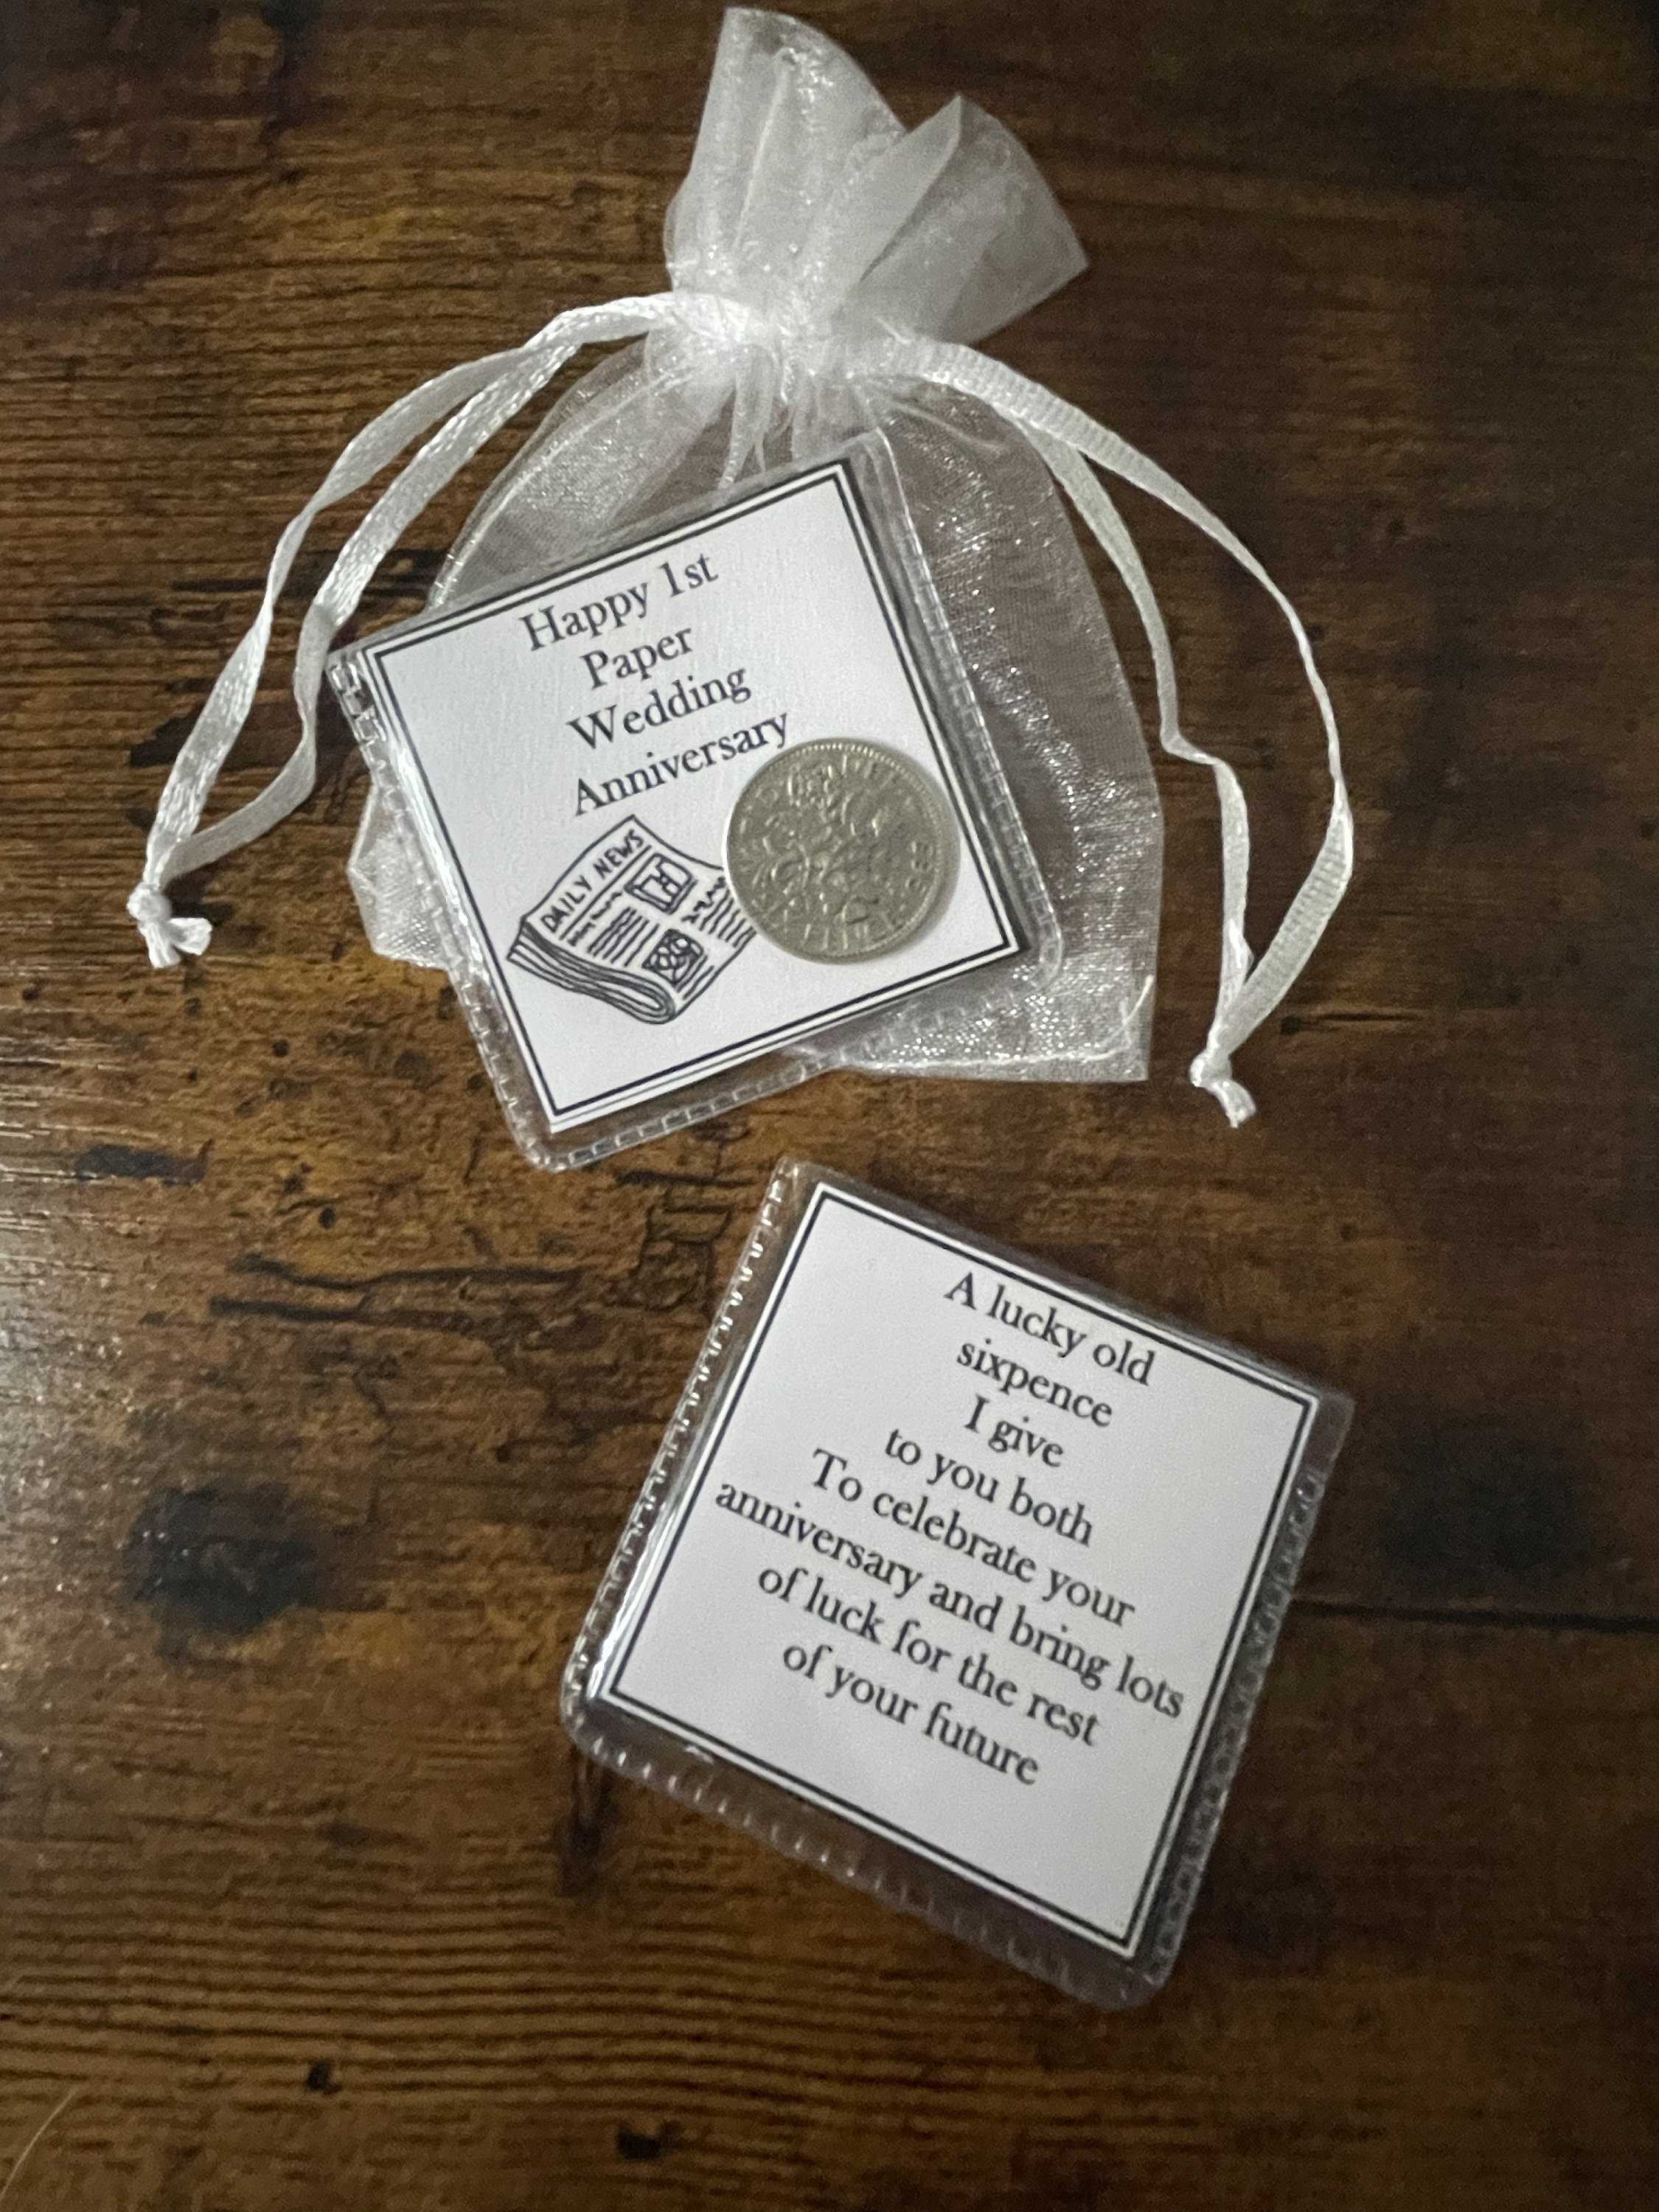 Happy 1st
Paper
Wedding
Anniversary
DAILY NEWS
A lucky old
sixpence
I give
to you both
To celebrate your
anniversary and bring lots
of luck for the rest
of your future